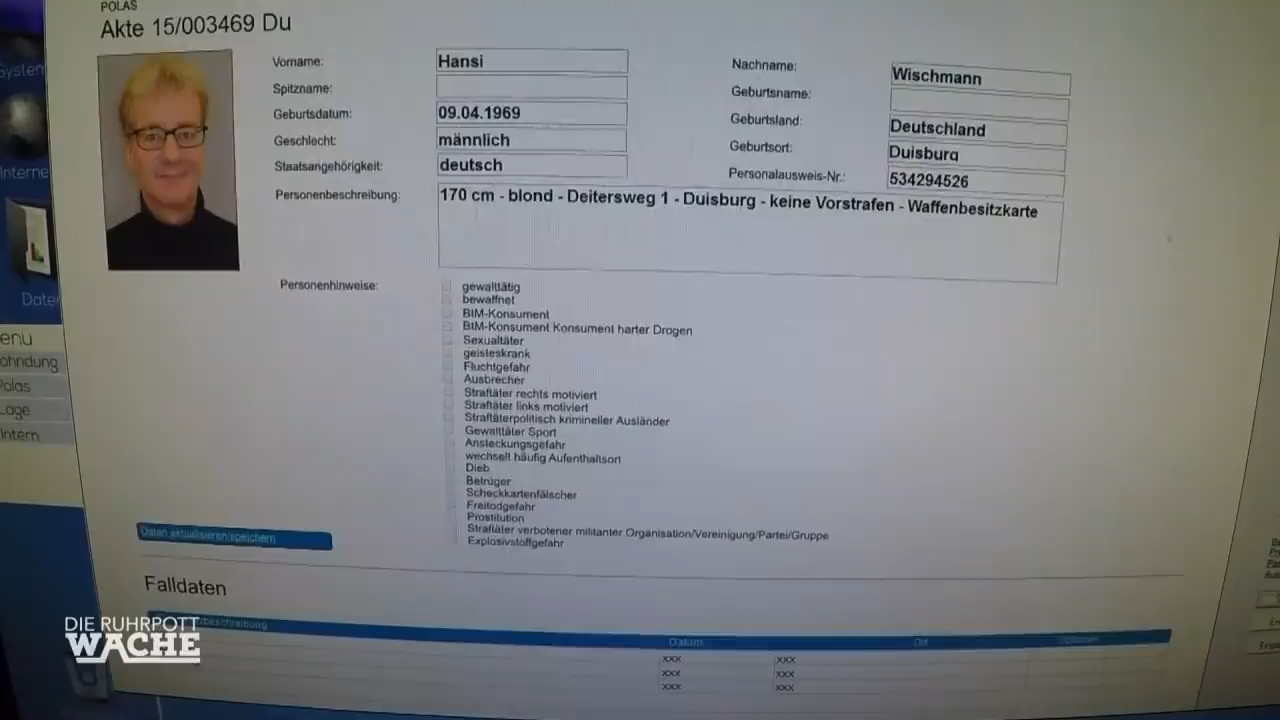 POLAS
Akte 15/003469 Du
System
Vorname: Hansi
Nachname: Wischmann
Spitzname:
Geburtsname:
Geburtsdatum: 09.04.1969
Geburtsland: Deutschland
Geschlecht: männlich
Geburtsort: Duisburg
Staatsangehörigkeit: deutsch
Personalausweis-Nr.: 534294526
Interne
Personenbeschreibung: 170 cm - blond - Deitersweg 1 - Duisburg - keine Vorstrafen - Waffenbesitzkarte
Daten
Personenhinweise:
gewalttätig
bewaffnet
BtM-Konsument
BtM-Konsument Konsument harter Drogen
Sexualtäter
geisteskrank
Fluchtgefahr
Ausbrecher
Straftäter rechts motiviert
Straftäter links motiviert
Straftäterpolitisch krimineller Ausländer
Gewalttäter Sport
Ansteckungsgefahr
wechselt häufig Aufenthaltsort
Dieb
Betrüger
Scheckkartenfälscher
Freitodgefahr
Prostitution
Straftäter verbotener militanter Organisation/Vereinigung/Partei/Gruppe
Explosivstoffgefahr
enu
ahndung
Polas
Lage
Intern
Daten aktualisieren/speichern
Falldaten
Datum
Ort
xxx xxx
xxx xxx
xxx xxx
DIE RUHRPOTT
WACHE